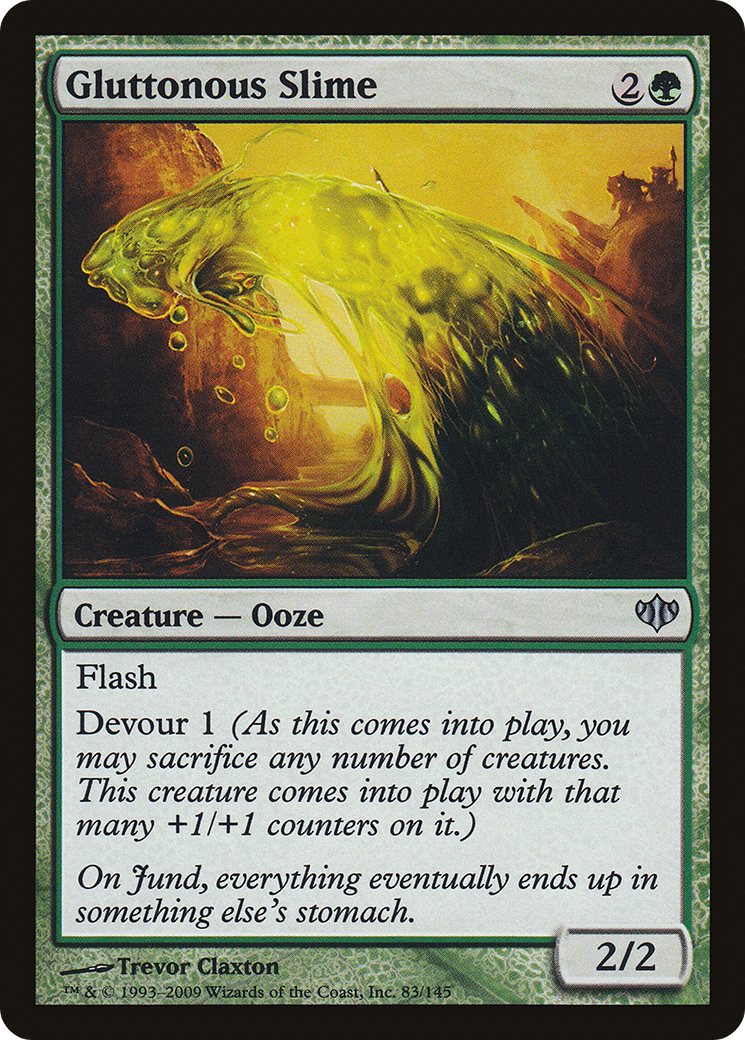 Gluttonous Slime 2
Creature — Ooze
Flash
Devour 1 (As this comes into play, you
may sacrifice any number of creatures.
This creature comes into play with that
many +1/+1 counters on it.)
On Jund, everything eventually ends up in
something else's stomach.
2/2
Trevor Claxton
™ & © 1993–2009 Wizards of the Coast, Inc. 83/145